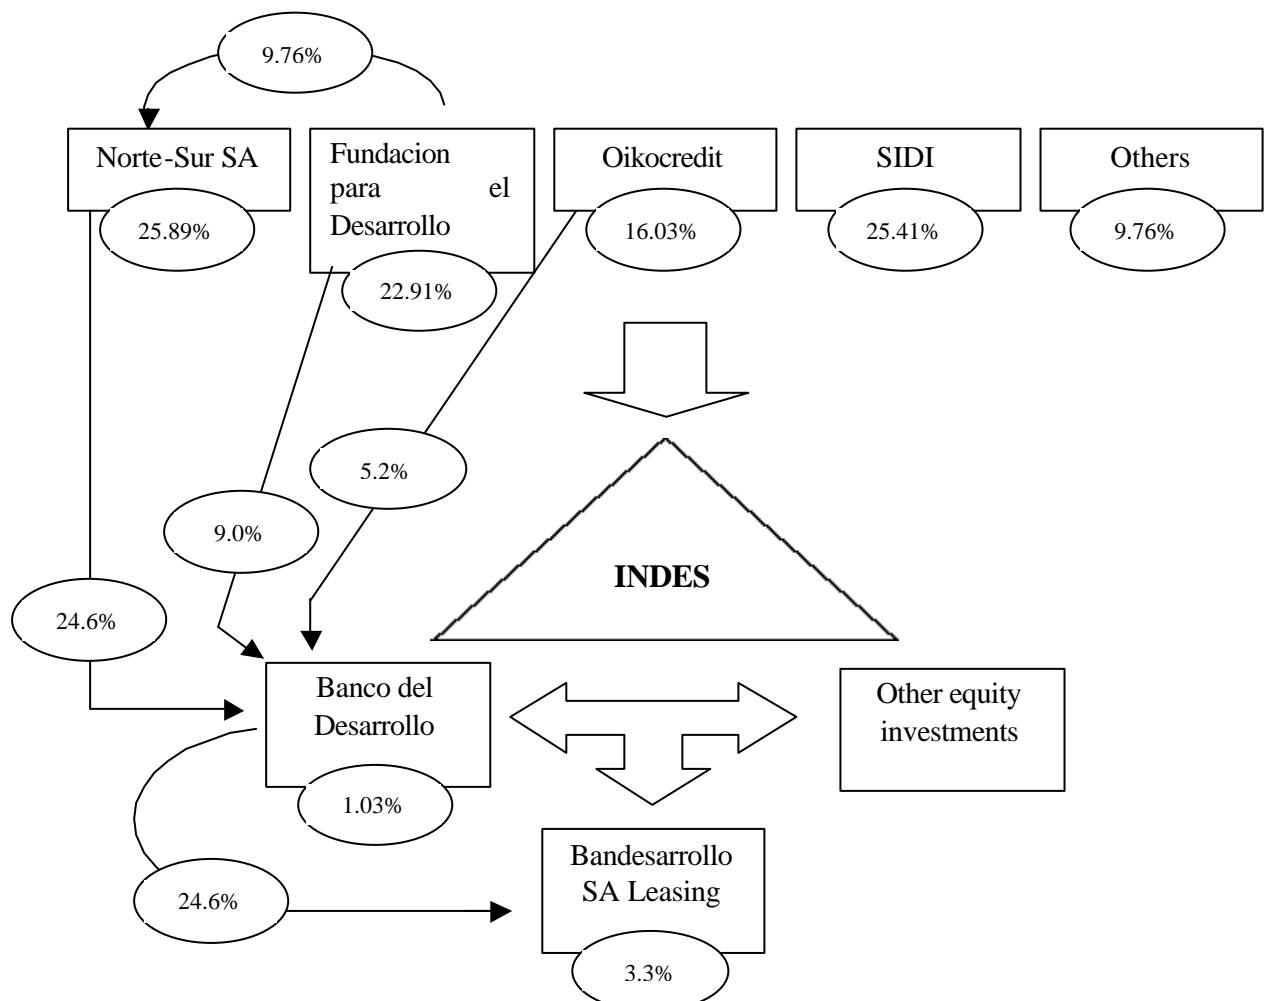 9.76%
Norte-Sur SA
25.89%
Fundacion
para el
Desarrollo
22.91%
Oikocredit
16.03%
SIDI
25.41%
Others
9.76%
5.2%
9.0%
24.6%
INDES
Banco del
Desarrollo
1.03%
Other equity
investments
24.6%
Bandesarrollo
SA Leasing
3.3%